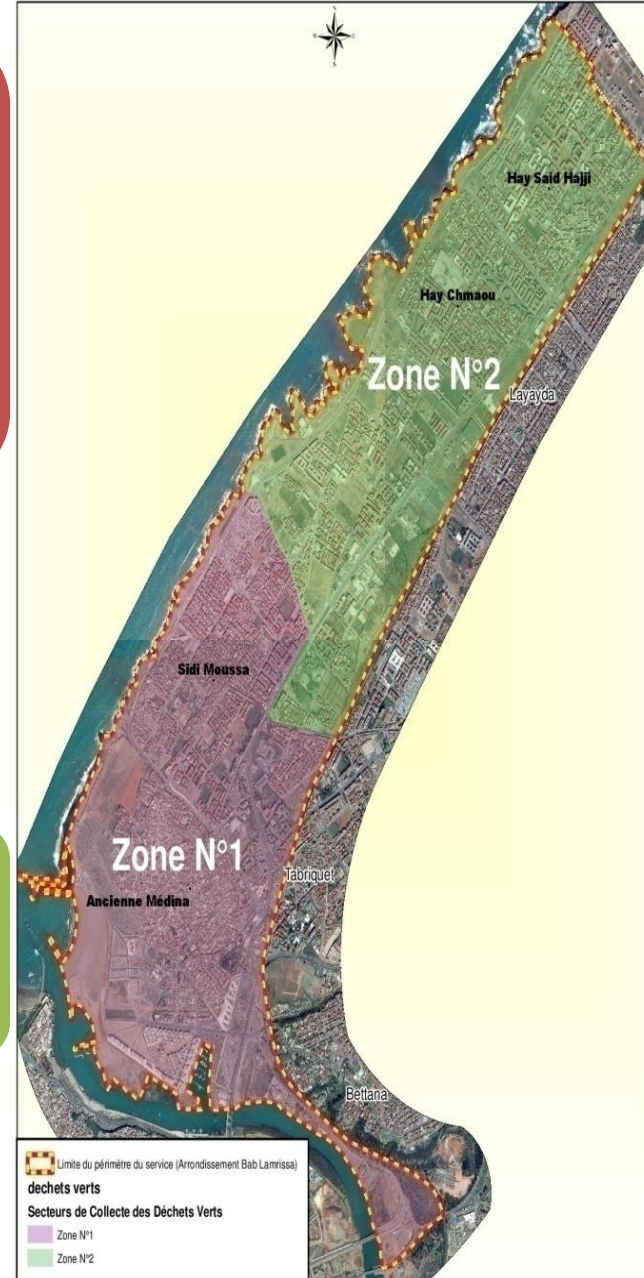 Hay Said Hajji
Hay Chmaou
Zone N°2
Layayda
Sidi Moussa
Zone N°1
Tabriquet
Ancienne Médina
Bettana
Limite du périmètre du service (Arrondissement Bab Lamrissa)
dechets verts
Secteurs de Collecte des Déchets Verts
Zone N°1
Zone N°2